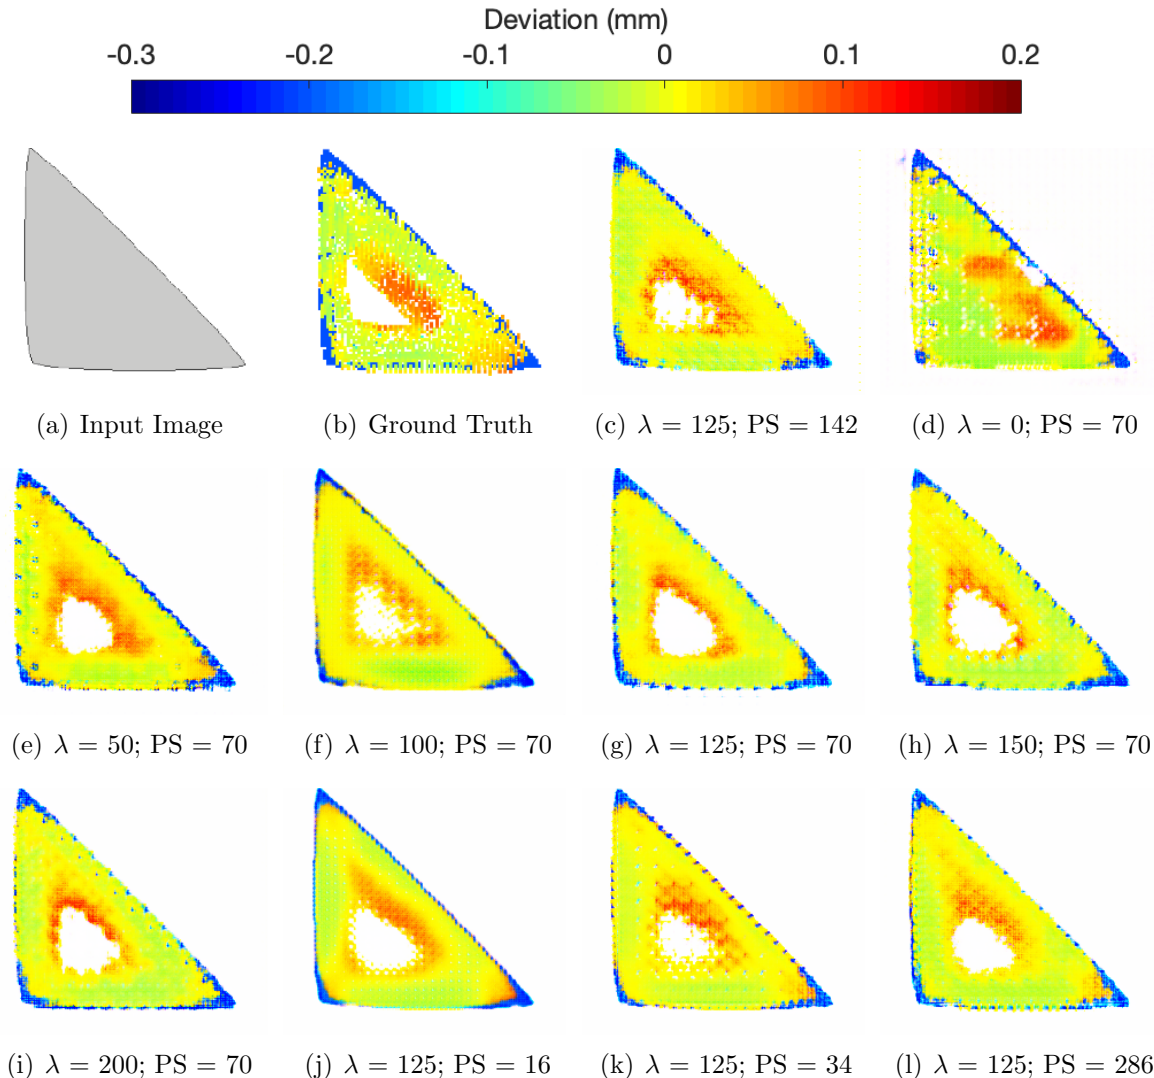 Deviation (mm)
-0.3 -0.2 -0.1 0 0.1 0.2
(a) Input Image (b) Ground Truth (c) λ = 125; PS = 142 (d) λ = 0; PS = 70
(e) λ = 50; PS = 70 (f) λ = 100; PS = 70 (g) λ = 125; PS = 70 (h) λ = 150; PS = 70
(i) λ = 200; PS = 70 (j) λ = 125; PS = 16 (k) λ = 125; PS = 34 (l) λ = 125; PS = 286